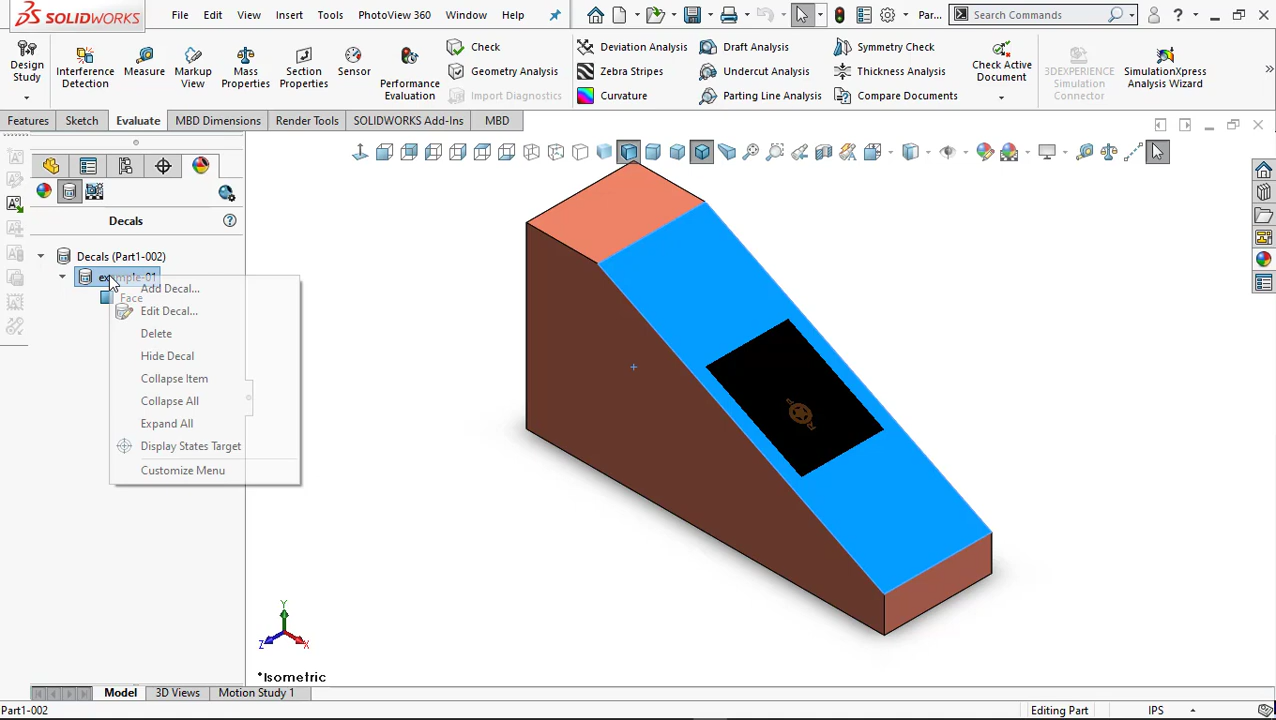 SOLIDWORKS File Edit View Insert Tools PhotoView 360 Window Help Par... Search Commands ?
Design Study
Interference Detection
Measure
Markup View
Mass Properties
Section Properties
Sensor
Performance Evaluation
Check
Geometry Analysis
Import Diagnostics
Deviation Analysis
Zebra Stripes
Curvature
Draft Analysis
Undercut Analysis
Parting Line Analysis
Symmetry Check
Thickness Analysis
Compare Documents
Check Active Document
3DEXPERIENCE Simulation Connector
SimulationXpress Analysis Wizard
Features Sketch Evaluate MBD Dimensions Render Tools SOLIDWORKS Add-Ins MBD
Decals
Decals (Part1-002)
example-01
Face
Add Decal...
Edit Decal...
Delete
Hide Decal
Collapse Item
Collapse All
Expand All
Display States Target
Customize Menu
Y
Z X
*Isometric
Model 3D Views Motion Study 1
Part1-002 Editing Part IPS